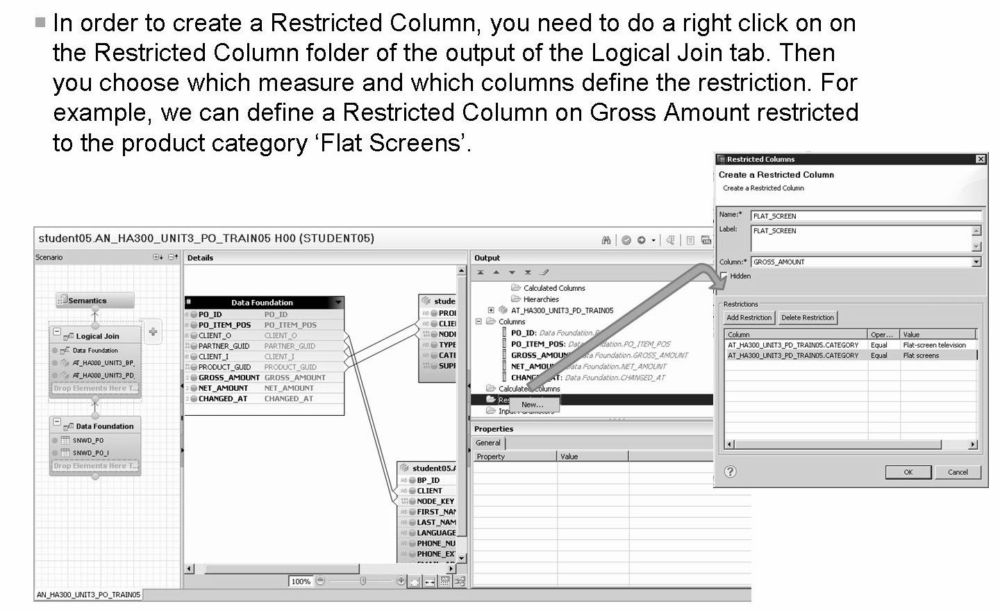 In order to create a Restricted Column, you need to do a right click on on
the Restricted Column folder of the output of the Logical Join tab. Then
you choose which measure and which columns define the restriction. For
example, we can define a Restricted Column on Gross Amount restricted
to the product category ‘Flat Screens’.
student05.AN_HA300_UNIT3_PO_TRAIN05 H00 (STUDENT05)
Scenario
Semantics
Logical Join
Data Foundation
AT_HA300_UNIT3_BP_
AT_HA300_UNIT3_PD_
Drop Elements Here T...
Data Foundation
SNWD_PO
SNWD_PO_I
Drop Elements Here T...
AN_HA300_UNIT3_PO_TRAIN05
Details
Data Foundation
PO_ID PO_ID
PO_ITEM_POS PO_ITEM_POS
CLIENT_O CLIENT_O
PARTNER_GUID PARTNER_GUID
CLIENT_I CLIENT_I
PRODUCT_GUID PRODUCT_GUID
GROSS_AMOUNT GROSS_AMOUNT
NET_AMOUNT NET_AMOUNT
CHANGED_AT CHANGED_AT
stude
PRO
CLIE
NOD
TYPE
CATE
SUPF
student05.
BP_ID
CLIENT
NODE_KEY
FIRST_NAM
LAST_NAM
LANGUAGE
PHONE_NU
PHONE_EX
100%
Output
Calculated Columns
Hierarchies
AT_HA300_UNIT3_PD_TRAIN05
Columns
PO_ID: Data Foundation.
PO_ITEM_POS: Data Foundation.PO_ITEM_POS
GROSS_AMOUN Data Foundation.GROSS_AMOUNT
NET_AMOU Data Foundation.NET_AMOUNT
CHANG AT: Data Foundation.CHANGED_AT
Calculated Columns
Res
New...
Input Parameters
Properties
General
Property Value
Restricted Columns
Create a Restricted Column
Create a Restricted Column
Name:* FLAT_SCREEN
Label: FLAT_SCREEN
Column:* GROSS_AMOUNT
Hidden
Restrictions
Add Restriction Delete Restriction
Column Oper... Value
AT_HA300_UNIT3_PD_TRAIN05.CATEGORY Equal Flat-screen television
AT_HA300_UNIT3_PD_TRAIN05.CATEGORY Equal Flat screens
OK Cancel